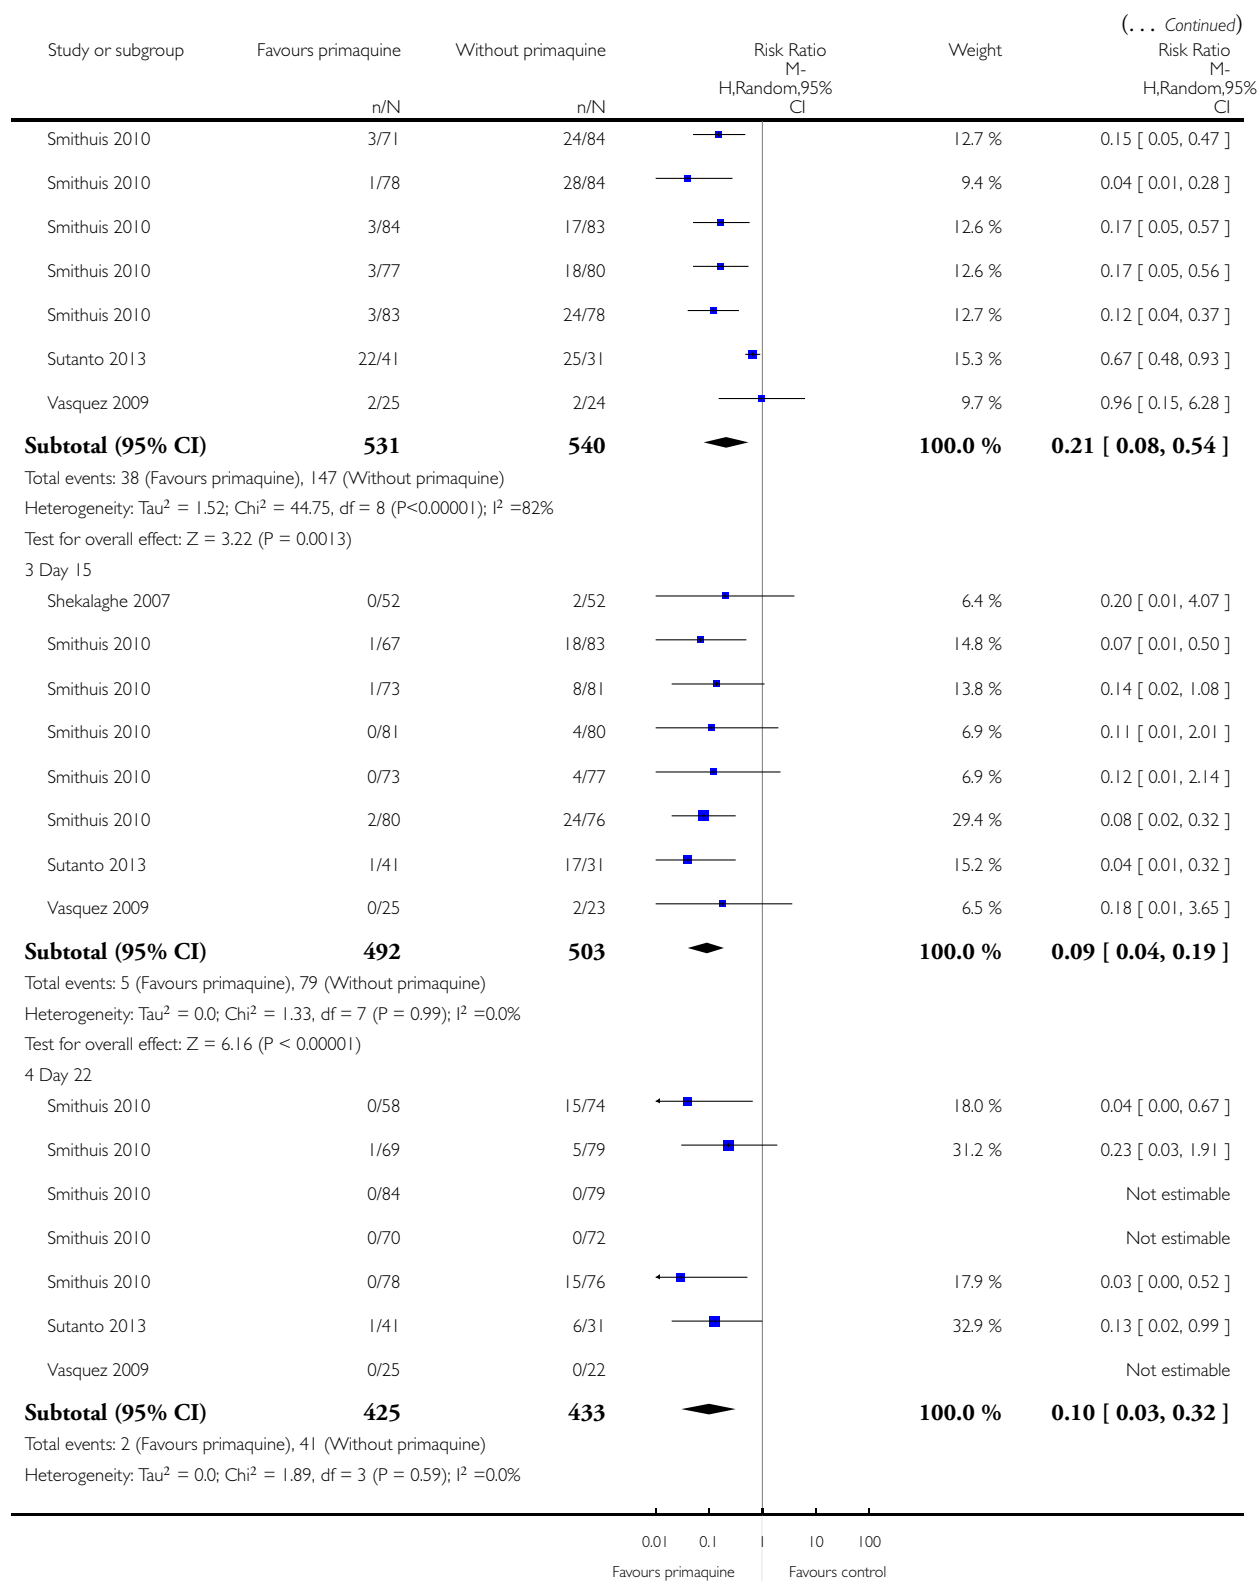 (... Continued)
Study or subgroup Favours primaquine Without primaquine Risk Ratio Weight Risk Ratio
M- M-
H,Random,95% H,Random,95%
n/N n/N CI CI
Smithuis 2010 3/71 24/84 12.7 % 0.15 [ 0.05, 0.47 ]
Smithuis 2010 1/78 28/84 9.4 % 0.04 [ 0.01, 0.28 ]
Smithuis 2010 3/84 17/83 12.6 % 0.17 [ 0.05, 0.57 ]
Smithuis 2010 3/77 18/80 12.6 % 0.17 [ 0.05, 0.56 ]
Smithuis 2010 3/83 24/78 12.7 % 0.12 [ 0.04, 0.37 ]
Sutanto 2013 22/41 25/31 15.3 % 0.67 [ 0.48, 0.93 ]
Vasquez 2009 2/25 2/24 9.7 % 0.96 [ 0.15, 6.28 ]
Subtotal (95% CI) 531 540 100.0 % 0.21 [ 0.08, 0.54 ]
Total events: 38 (Favours primaquine), 147 (Without primaquine)
Heterogeneity: Tau² = 1.52; Chi² = 44.75, df = 8 (P<0.00001); I² =82%
Test for overall effect: Z = 3.22 (P = 0.0013)
3 Day 15
Shekalaghe 2007 0/52 2/52 6.4 % 0.20 [ 0.01, 4.07 ]
Smithuis 2010 1/67 18/83 14.8 % 0.07 [ 0.01, 0.50 ]
Smithuis 2010 1/73 8/81 13.8 % 0.14 [ 0.02, 1.08 ]
Smithuis 2010 0/81 4/80 6.9 % 0.11 [ 0.01, 2.01 ]
Smithuis 2010 0/73 4/77 6.9 % 0.12 [ 0.01, 2.14 ]
Smithuis 2010 2/80 24/76 29.4 % 0.08 [ 0.02, 0.32 ]
Sutanto 2013 1/41 17/31 15.2 % 0.04 [ 0.01, 0.32 ]
Vasquez 2009 0/25 2/23 6.5 % 0.18 [ 0.01, 3.65 ]
Subtotal (95% CI) 492 503 100.0 % 0.09 [ 0.04, 0.19 ]
Total events: 5 (Favours primaquine), 79 (Without primaquine)
Heterogeneity: Tau² = 0.0; Chi² = 1.33, df = 7 (P = 0.99); I² =0.0%
Test for overall effect: Z = 6.16 (P < 0.00001)
4 Day 22
Smithuis 2010 0/58 15/74 18.0 % 0.04 [ 0.00, 0.67 ]
Smithuis 2010 1/69 5/79 31.2 % 0.23 [ 0.03, 1.91 ]
Smithuis 2010 0/84 0/79 Not estimable
Smithuis 2010 0/70 0/72 Not estimable
Smithuis 2010 0/78 15/76 17.9 % 0.03 [ 0.00, 0.52 ]
Sutanto 2013 1/41 6/31 32.9 % 0.13 [ 0.02, 0.99 ]
Vasquez 2009 0/25 0/22 Not estimable
Subtotal (95% CI) 425 433 100.0 % 0.10 [ 0.03, 0.32 ]
Total events: 2 (Favours primaquine), 41 (Without primaquine)
Heterogeneity: Tau² = 0.0; Chi² = 1.89, df = 3 (P = 0.59); I² =0.0%
0.01 0.1 1 10 100
Favours primaquine Favours control